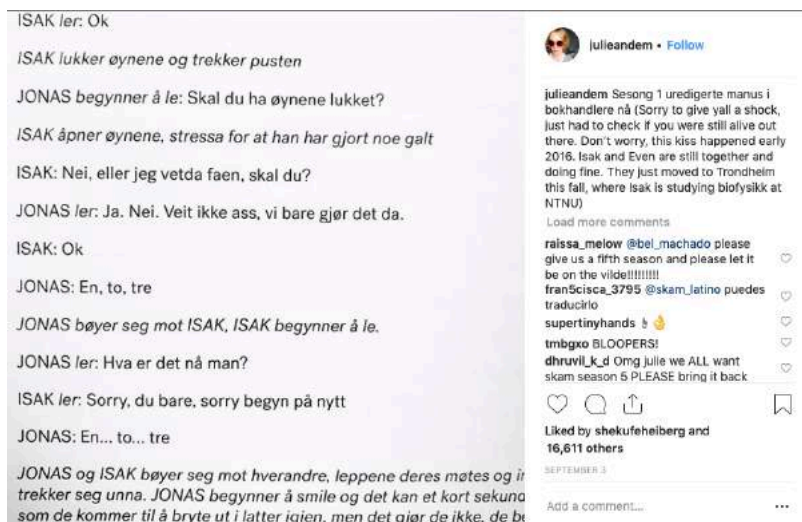 ISAK ler: Ok
ISAK lukker øynene og trekker pusten
JONAS begynner å le: Skal du ha øynene lukket?
ISAK åpner øynene, stressa for at han har gjort noe galt
ISAK: Nei, eller jeg vetda faen, skal du?
JONAS ler: Ja. Nei. Veit ikke ass, vi bare gjør det da.
ISAK: Ok
JONAS: En, to, tre
JONAS bøyer seg mot ISAK, ISAK begynner å le.
JONAS ler: Hva er det nå man?
ISAK ler: Sorry, du bare, sorry begyn på nytt
JONAS: En... to... tre
JONAS og ISAK bøyer seg mot hverandre, leppene deres møtes og
trekker seg unna. JONAS begynner å smile og det kan et kort sekund
som de kommer til å bryte ut i latter igjen, men det gjør de ikke, de
julieandem • Follow
julieandem Sesong 1 uredigerte manus i
bokhandlere nå (Sorry to give yall a shock,
just had to check if you were still alive out
there. Don't worry, this kiss happened early
2016. Isak and Even are still together and
doing fine. They just moved to Trondheim
this fall, where Isak is studying biofysikk at
NTNU)
Load more comments
raissa_melow @bel_machado please
give us a fifth season and please let it
be on the vilde!!!!!!!!!
fran5cisca_3795 @skam_latino puedes
traducirlo
supertinyhands 🕯👌
tmbgxo BLOOPERS!
dhruvil_k_d Omg julie we ALL want
skam season 5 PLEASE bring it back
Liked by shekufeheiberg and
16,611 others
SEPTEMBER 3
Add a comment...